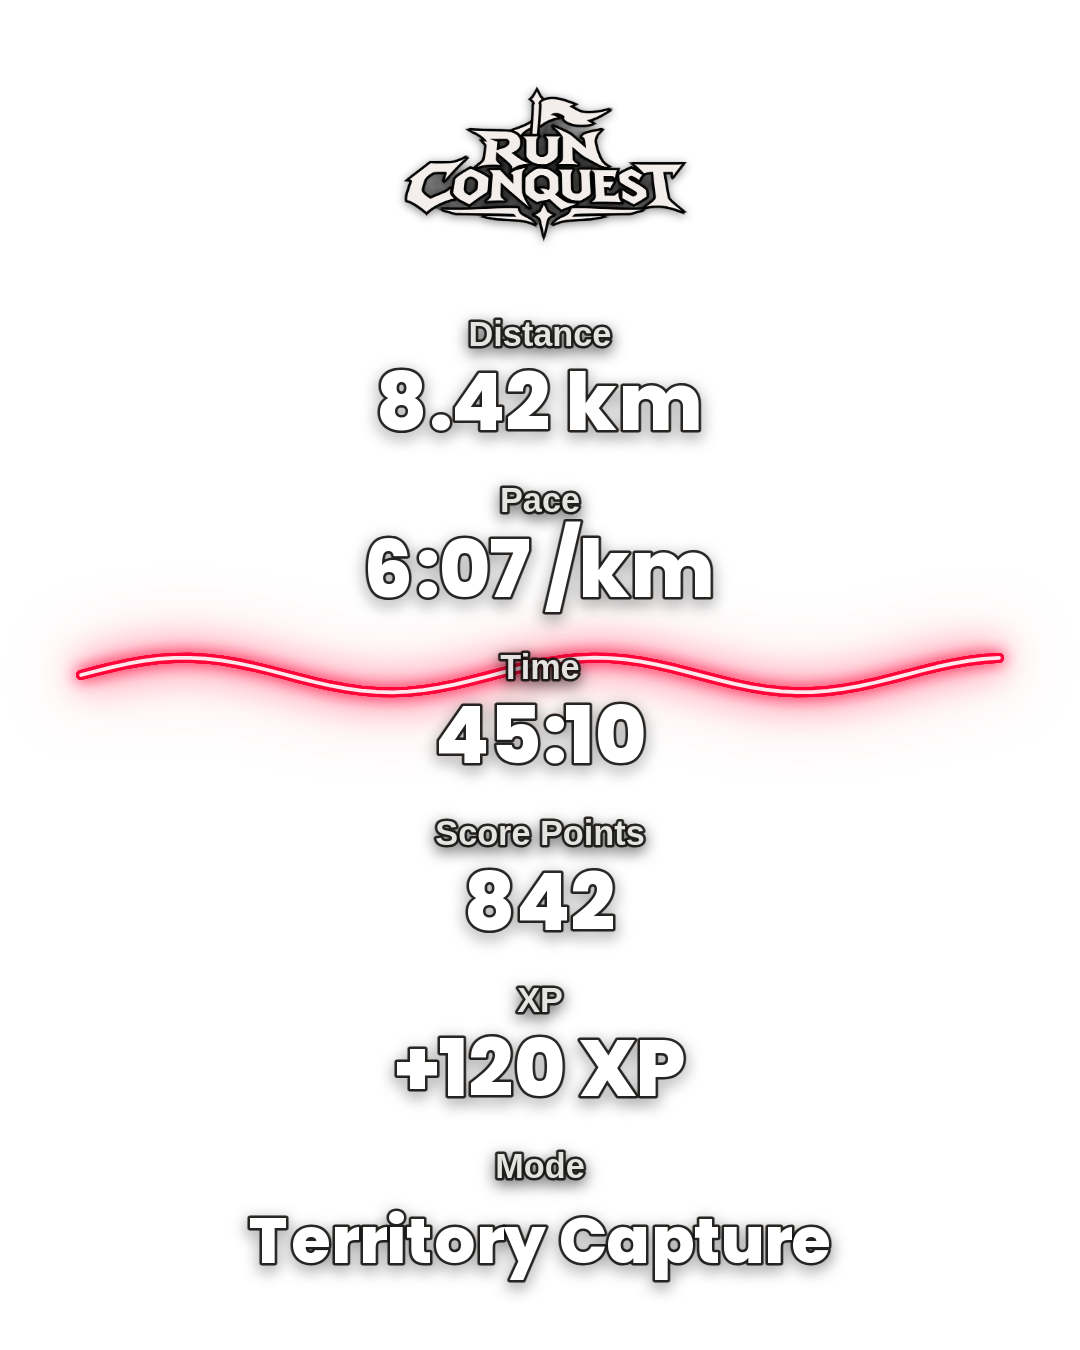 RUN
CONQUEST
Distance
8.42 km
Pace
6:07 /km
Time
45:10
Score Points
842
XP
+120 XP
Mode
Territory Capture